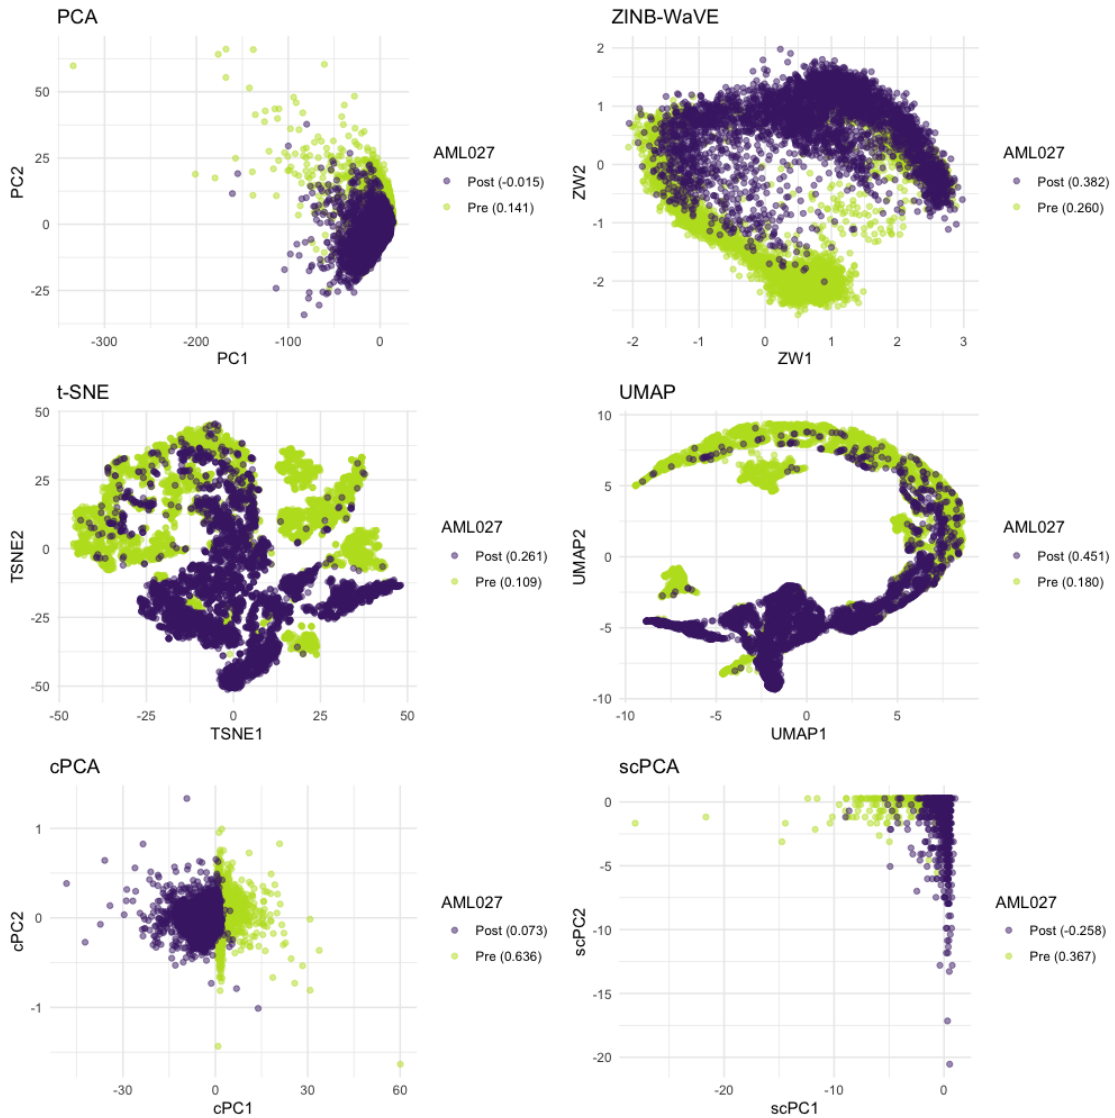 PCA
50
25
0
-25
PC2
-300
-200
-100
0
PC1
AML027
Post (-0.015)
Pre (0.141)
ZINB-WaVE
2
1
0
-1
-2
ZW2
-2
-1
0
1
2
3
ZW1
AML027
Post (0.382)
Pre (0.260)
t-SNE
50
25
0
-25
-50
TSNE2
-50
-25
0
25
50
TSNE1
AML027
Post (0.261)
Pre (0.109)
UMAP
10
5
0
-5
-10
UMAP2
-10
-5
0
5
UMAP1
AML027
Post (0.451)
Pre (0.180)
cPCA
1
0
-1
cPC2
-30
0
30
60
cPC1
AML027
Post (0.073)
Pre (0.636)
scPCA
0
-5
-10
-15
-20
scPC2
-20
-10
0
scPC1
AML027
Post (-0.258)
Pre (0.367)